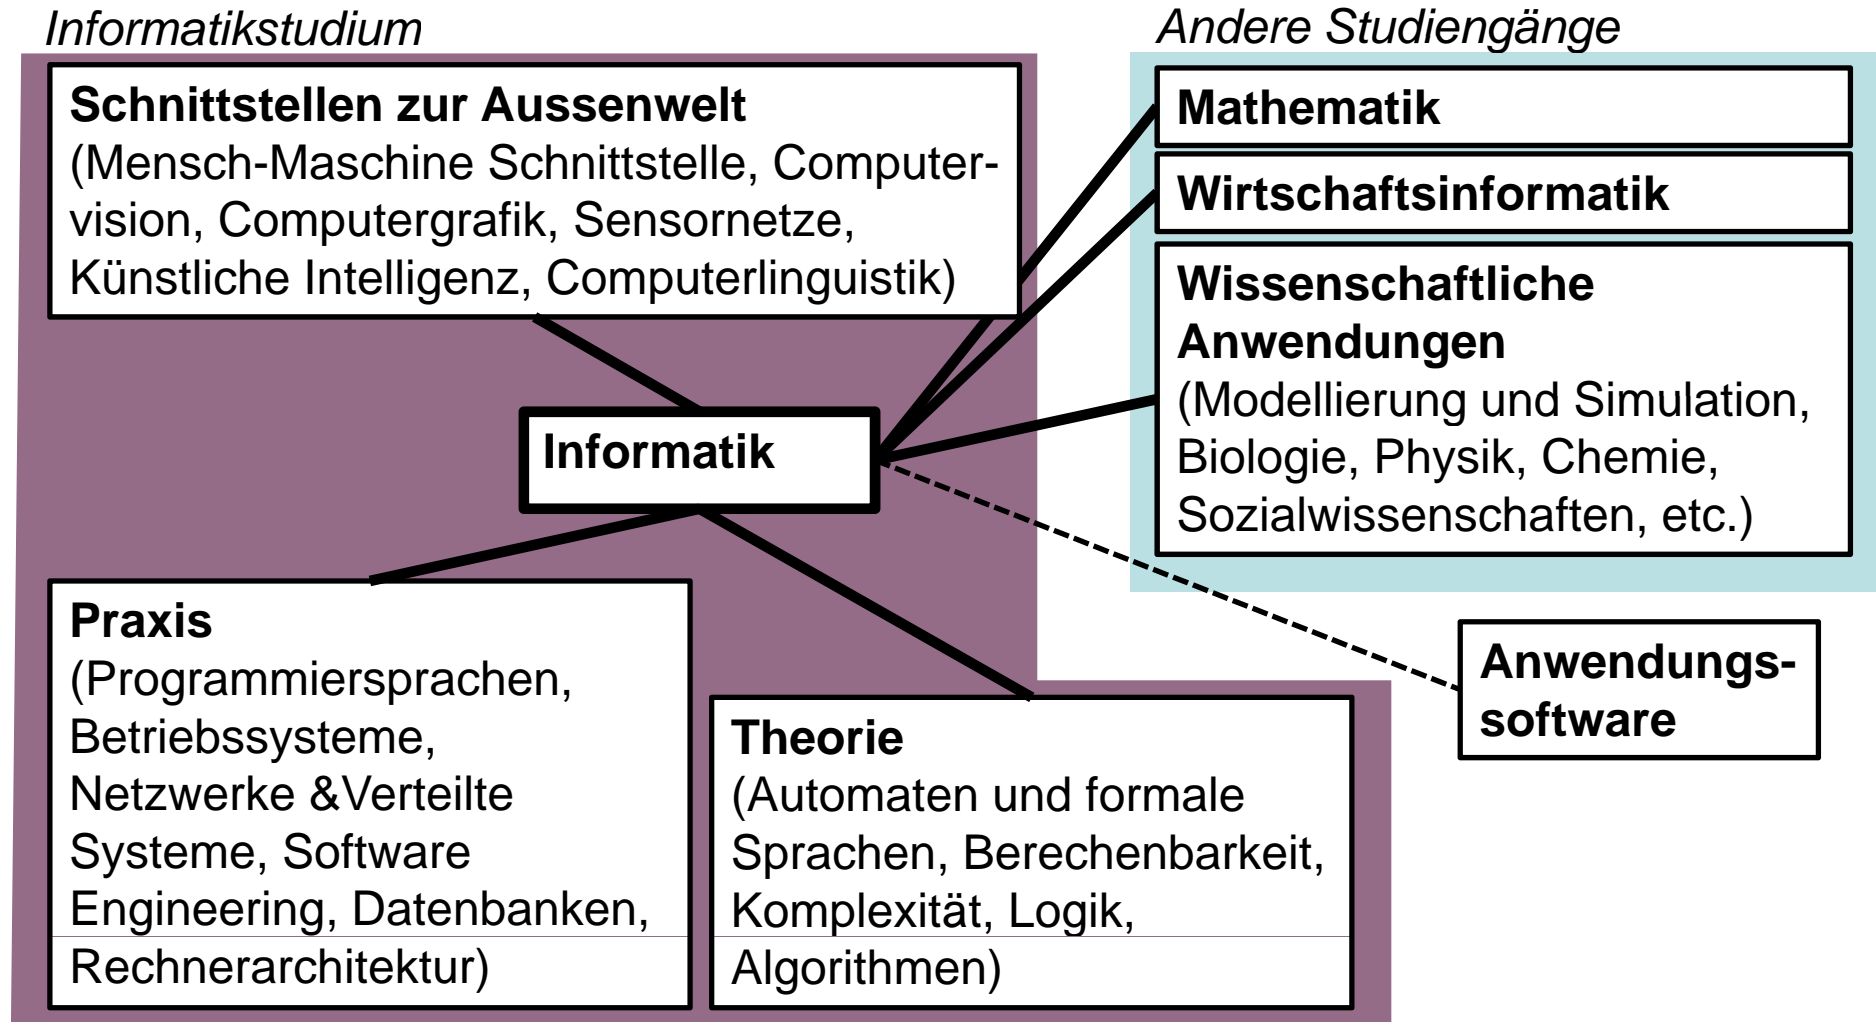 Informatikstudium
Schnittstellen zur Aussenwelt
(Mensch-Maschine Schnittstelle, Computer-
vision, Computergrafik, Sensornetze,
Künstliche Intelligenz, Computerlinguistik)
Informatik
Praxis
(Programmiersprachen,
Betriebssysteme,
Netzwerke &Verteilte
Systeme, Software
Engineering, Datenbanken,
Rechnerarchitektur)
Theorie
(Automaten und formale
Sprachen, Berechenbarkeit,
Komplexität, Logik,
Algorithmen)
Andere Studiengänge
Mathematik
Wirtschaftsinformatik
Wissenschaftliche
Anwendungen
(Modellierung und Simulation,
Biologie, Physik, Chemie,
Sozialwissenschaften, etc.)
Anwendungs-
software